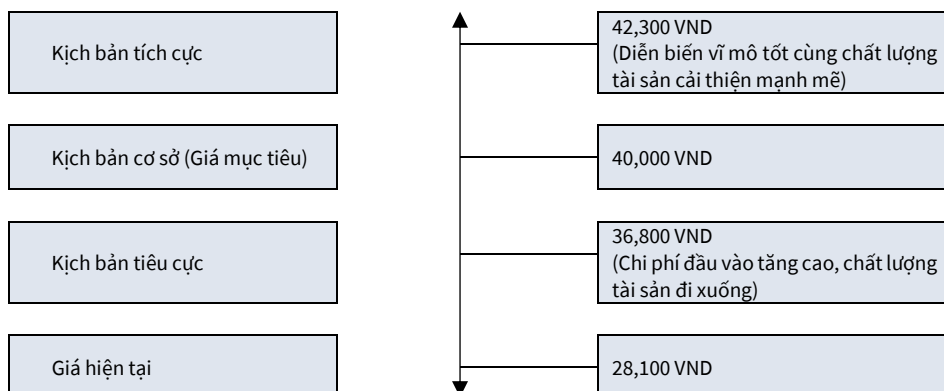 Kịch bản tích cực
42,300 VND
(Diễn biến vĩ mô tốt cùng chất lượng
tài sản cải thiện mạnh mẽ)
Kịch bản cơ sở (Giá mục tiêu)
40,000 VND
Kịch bản tiêu cực
36,800 VND
(Chi phí đầu vào tăng cao, chất lượng
tài sản đi xuống)
Giá hiện tại
28,100 VND